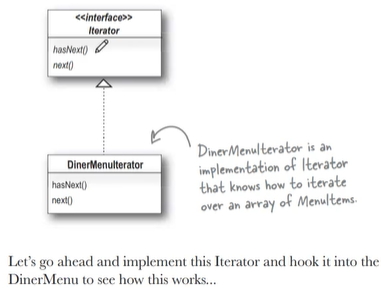 <<interface>>
Iterator
hasNext()
next()
DinerMenuIterator
hasNext()
next()
DinerMenuIterator is an
implementation of Iterator
that knows how to iterate
over an array of MenuItems.
Let's go ahead and implement this Iterator and hook it into the
DinerMenu to see how this works...